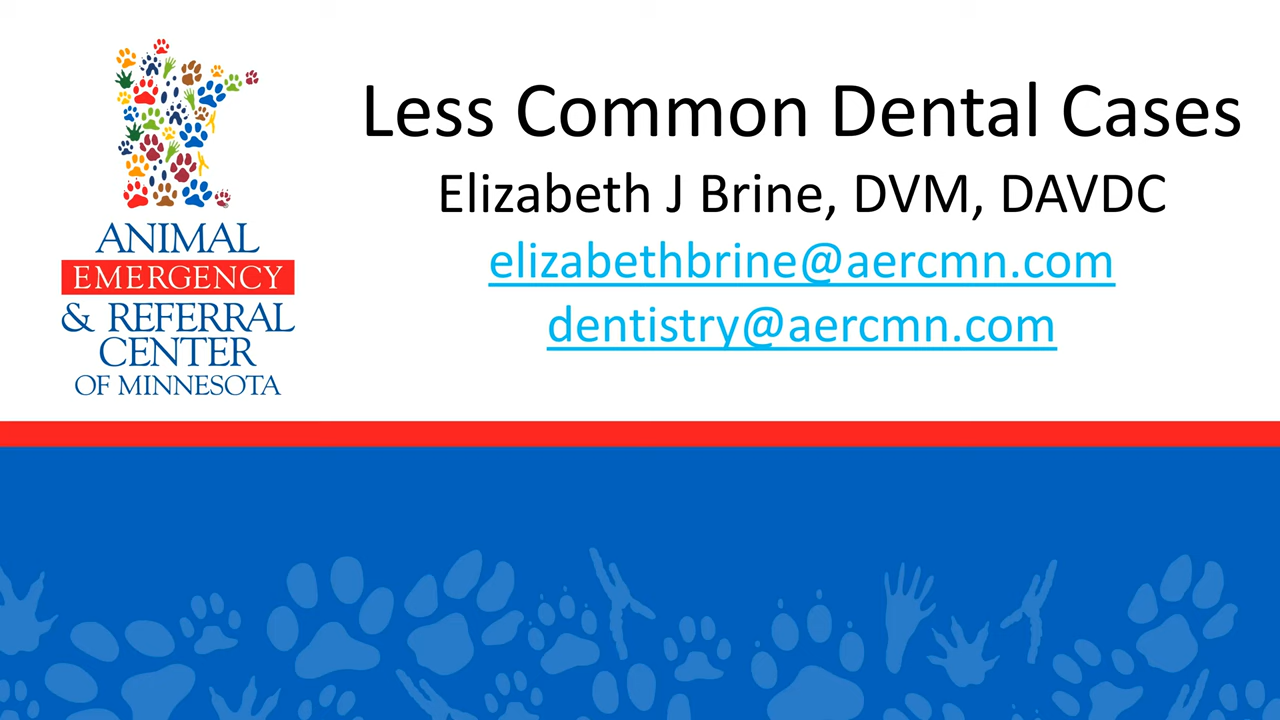 ANIMAL
EMERGENCY
& REFERRAL
CENTER
OF MINNESOTA
Less Common Dental Cases
Elizabeth J Brine, DVM, DAVDC
elizabethbrine@aercmn.com
dentistry@aercmn.com